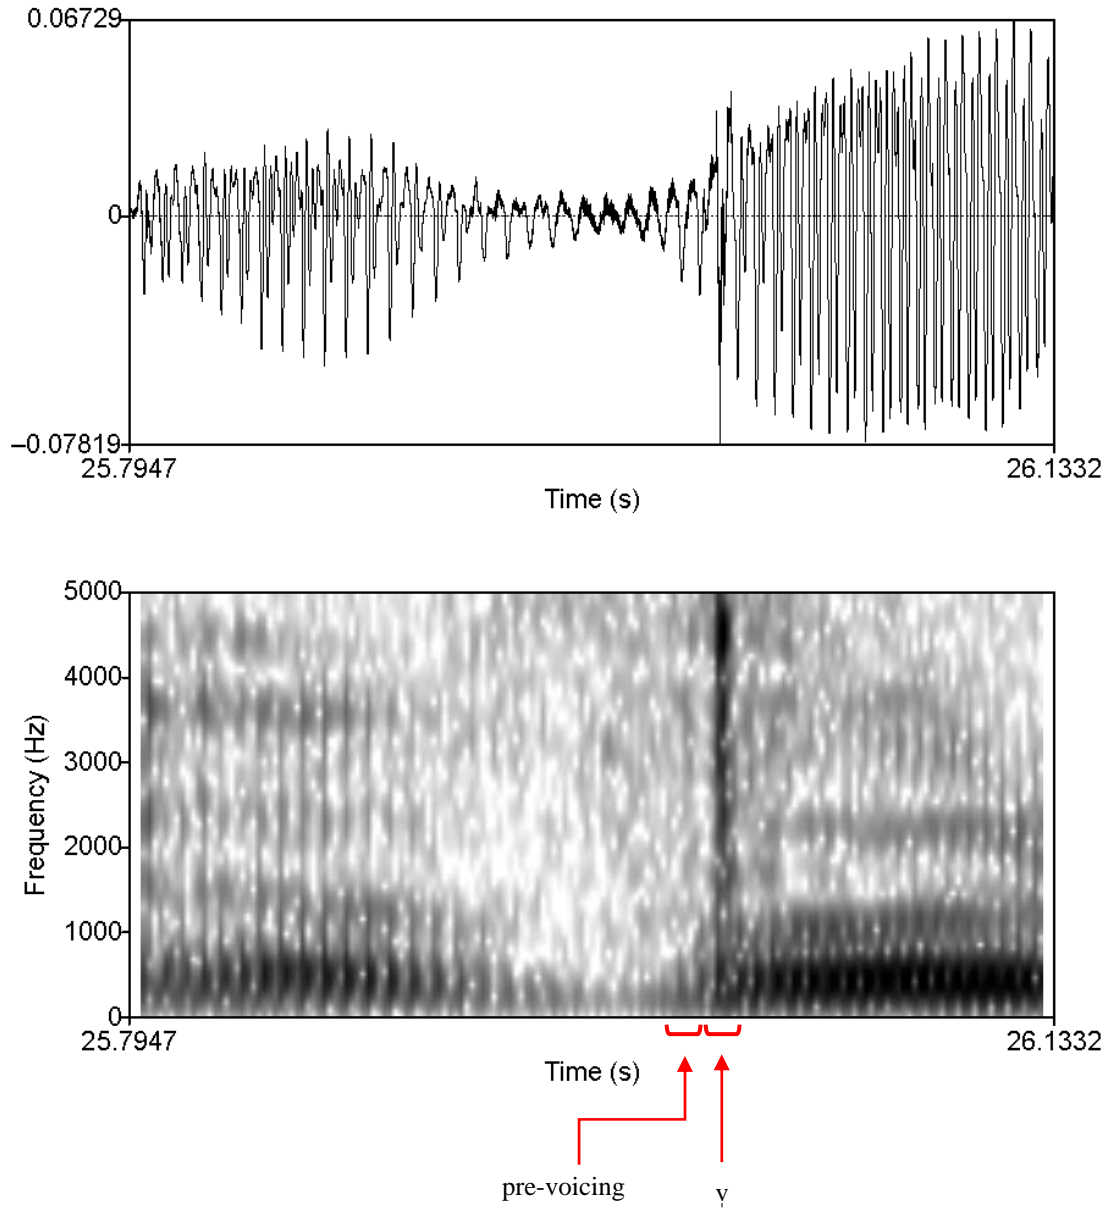 0.06729
0
–0.07819
25.7947 26.1332
Time (s)
5000
4000
3000
2000
1000
0
Frequency (Hz)
25.7947 26.1332
Time (s)
pre-voicing v̩